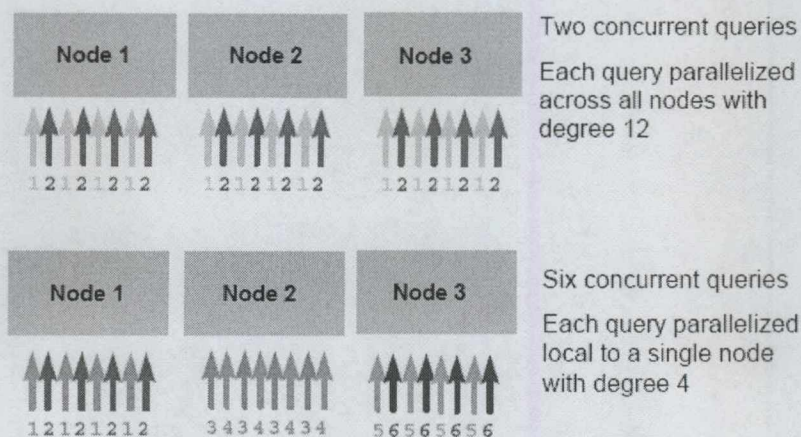 Node 1
Node 2
Node 3
Two concurrent queries
Each query parallelized
across all nodes with
degree 12
1 2 1 2 1 2 1 2
1 2 1 2 1 2 1 2
1 2 1 2 1 2 1 2
Node 1
Node 2
Node 3
Six concurrent queries
Each query parallelized
local to a single node
with degree 4
1 2 1 2 1 2 1 2
3 4 3 4 3 4 3 4
5 6 5 6 5 6 5 6